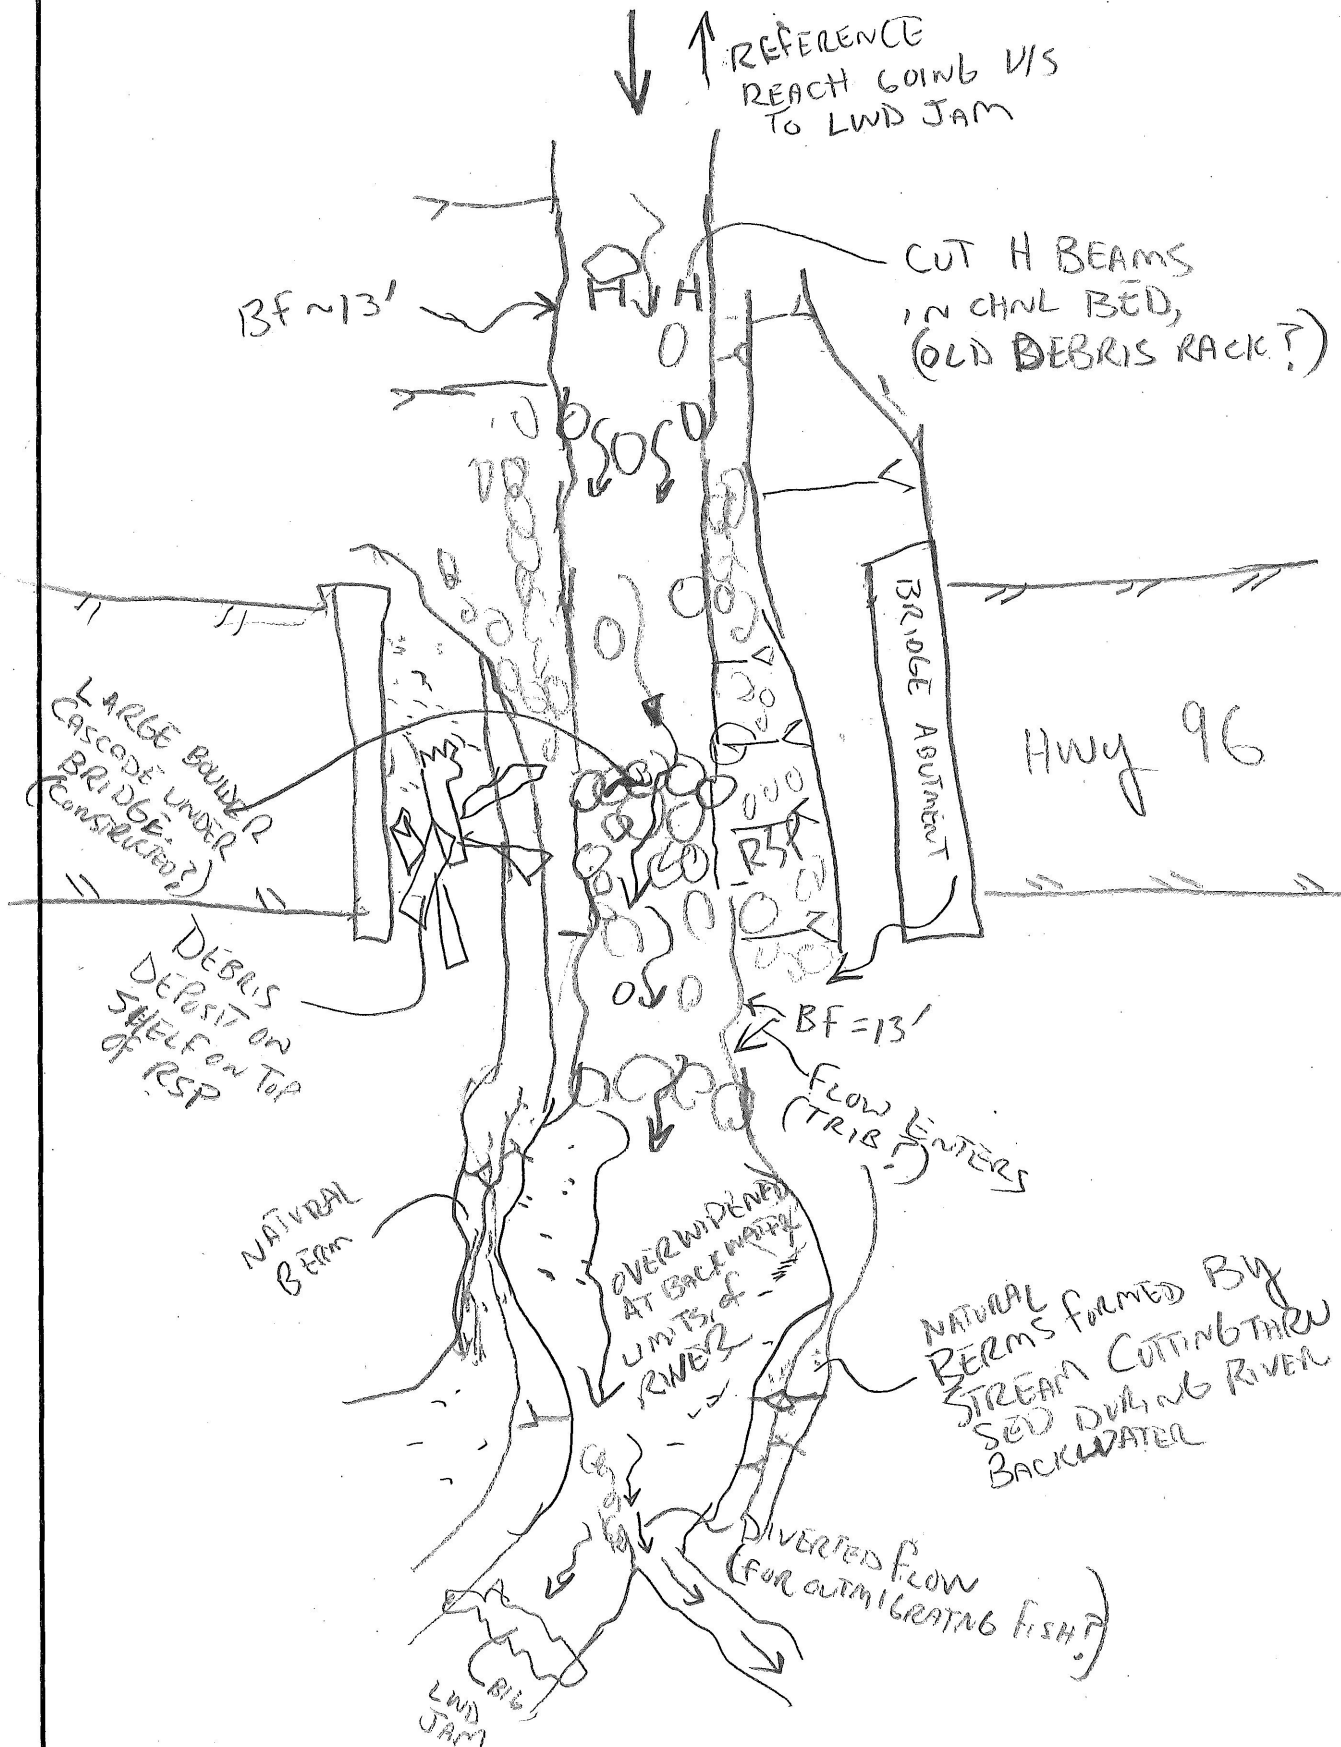 REFERENCE
REACH GOING U/S
TO LWD JAM
CUT H BEAMS
IN CHNL BED,
(OLD DEBRIS RACK?)
BF ~13'
H H
BRIDGE ABUTMENT
HWY 96
LARGE BOULDER
CASCADE UNDER
BRIDGE.
(CONSTRUCTED?)
RSP
DEBRIS
DEPOSIT ON
SHELF ON TOP
OF RSP
BF = 13'
FLOW ENTERS
(TRIB?)
NATURAL
BERM
OVERWIDENED
AT BACKWATER
LIMITS of
RIVER
NATURAL
BERMS FORMED BY
STREAM CUTTING THRU
SED DURING RIVER
BACKWATER
DIVERTED FLOW
(FOR OUTMIGRATNG FISH?)
BIG
LWD
JAM